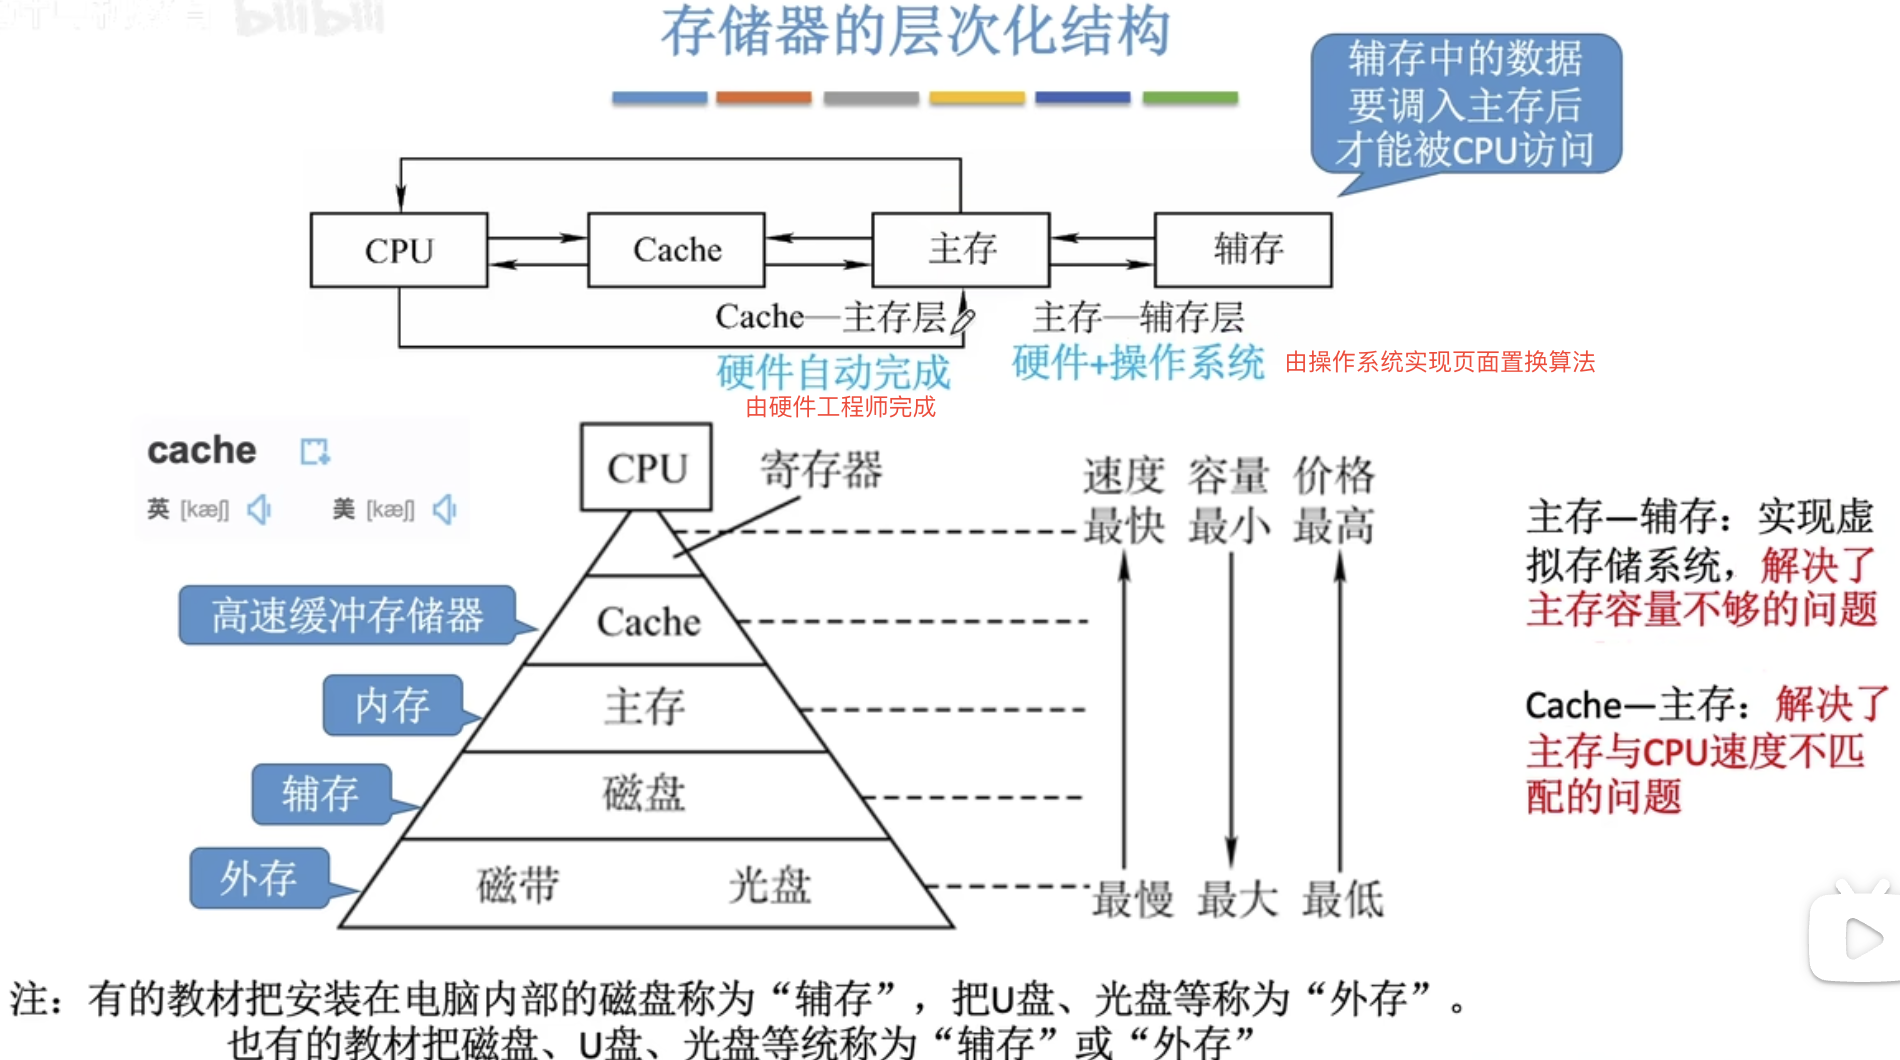 bilibili
存储器的层次化结构
辅存中的数据
要调入主存后
才能被CPU访问
CPU
Cache
主存
辅存
Cache—主存层
主存—辅存层
硬件自动完成
硬件+操作系统
由操作系统实现页面置换算法
由硬件工程师完成
cache
英 [kæʃ]
美 [kæʃ]
CPU
寄存器
速度 容量 价格
最快 最小 最高
高速缓冲存储器
Cache
内存
主存
辅存
磁盘
外存
磁带
光盘
最慢 最大 最低
主存—辅存：实现虚
拟存储系统，解决了
主存容量不够的问题
Cache—主存：解决了
主存与CPU速度不匹
配的问题
注：有的教材把安装在电脑内部的磁盘称为“辅存”，把U盘、光盘等称为“外存”。
也有的教材把磁盘、U盘、光盘等统称为“辅存”或“外存”